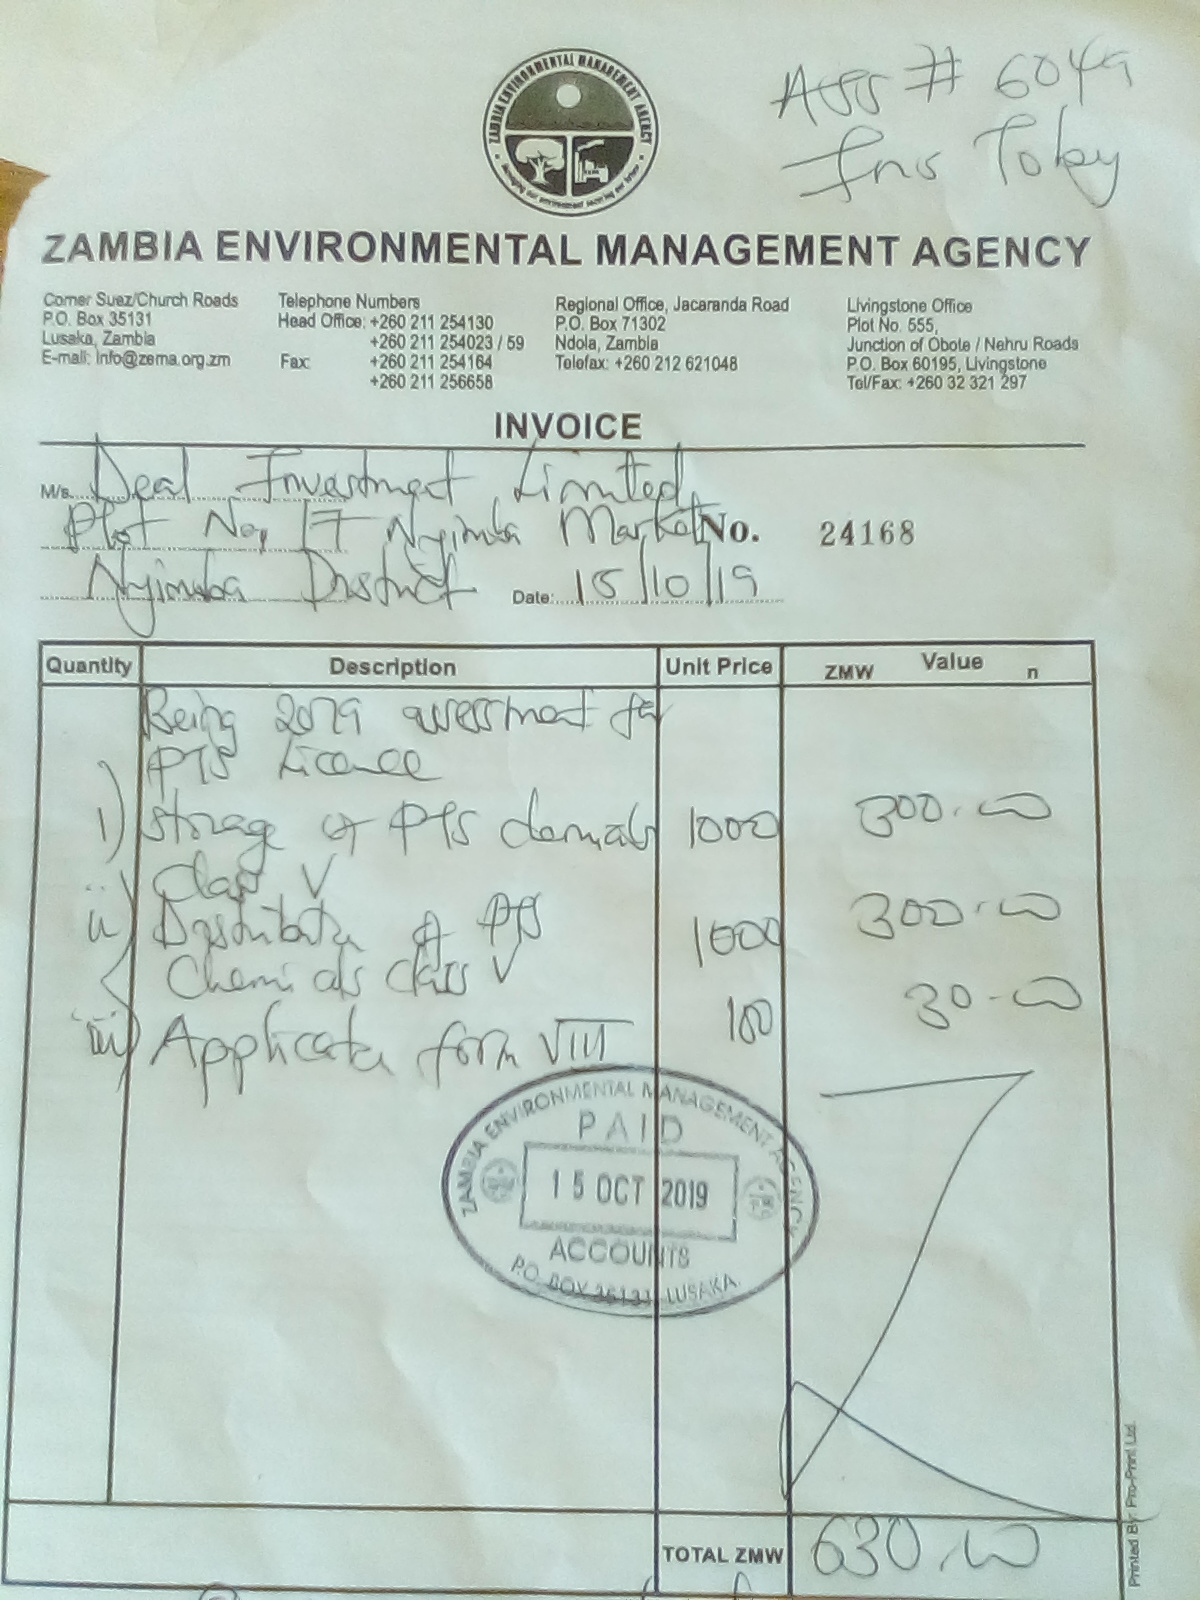 Ass # 6049
Ins Toby
ZAMBIA ENVIRONMENTAL MANAGEMENT AGENCY
ZAMBIA ENVIRONMENTAL MANAGEMENT AGENCY
Corner Suez/Church Roads
P.O. Box 35131
Lusaka, Zambia
E-mail: info@zema.org.zm
Telephone Numbers
Head Office: +260 211 254130
+260 211 254023 / 59
Fax: +260 211 254164
+260 211 256658
Regional Office, Jacaranda Road
P.O. Box 71302
Ndola, Zambia
Telefax: +260 212 621048
Livingstone Office
Plot No. 555,
Junction of Obote / Nehru Roads
P.O. Box 60195, Livingstone
Tel/Fax: +260 32 321 297
INVOICE
M/s. Deal Investment Limited
Plot No, 17 Nyimba Market No. 24168
Nyimba District Date: 15/10/19
Quantity Description Unit Price Value
ZMW n
Being 2019 assessment for
PTS Licence
i) Storage of PTS 1000 300.00
Class V
ii) Distribution of PTS 1000 300.00
Chemicals class V
iii) Application form VIII 100 30.00
ZAMBIA ENVIRONMENTAL MANAGEMENT AGENCY
PAID
15 OCT 2019
ACCOUNTS
P.O. BOX 35131 LUSAKA
TOTAL ZMW 630.00
Printed By Pro-Print Ltd.